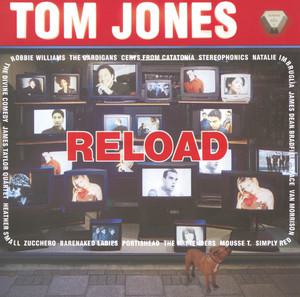 TOM JONES
ROBBIE WILLIAMS THE CARDIGANS CERYS FROM CATATONIA STEREOPHONICS NATALIE IMBRUGLIA
JAMES DEAN BRADFIELD SPACE VAN MORRISON
RELOAD
THE DIVINE COMEDY JAMES TAYLOR QUARTET HEATHER SMALL
ZUCCHERO BARENAKED LADIES PORTISHEAD THE PRETENDERS MOUSSE T. SIMPLY RED